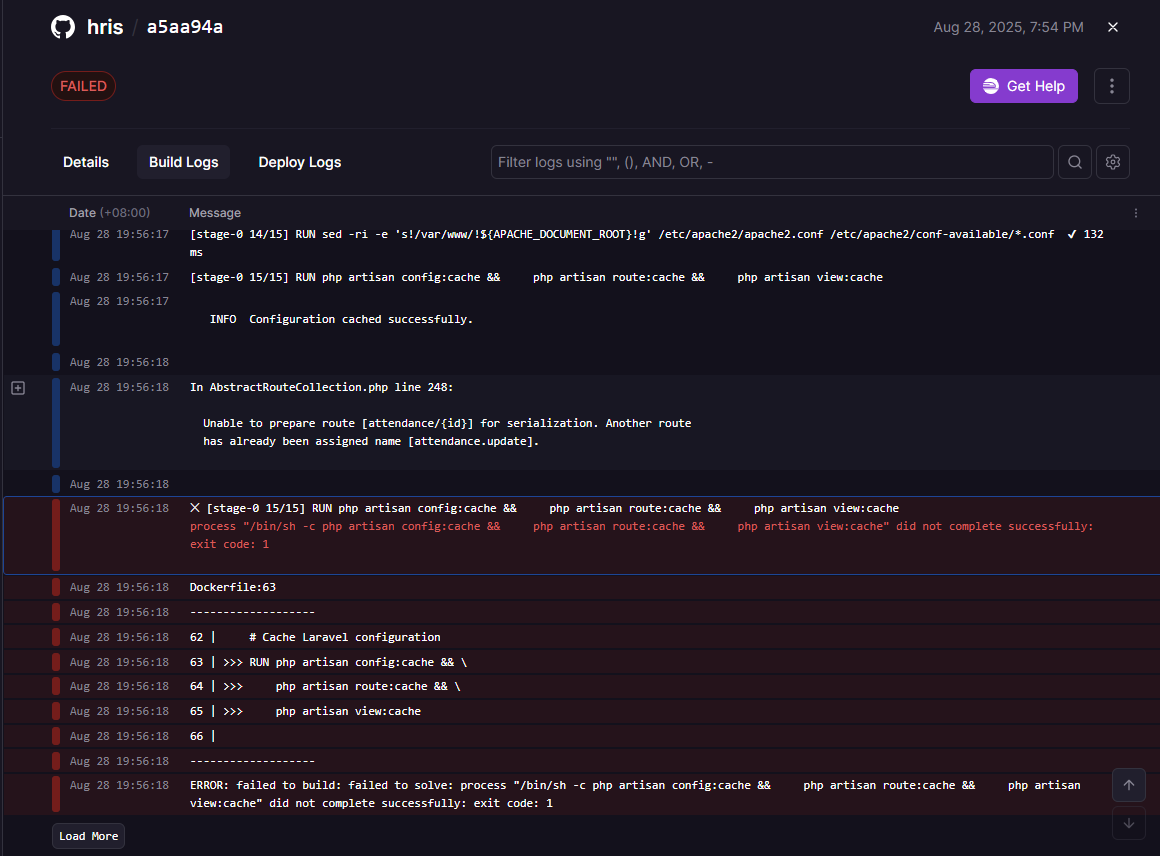 hris / a5aa94a
Aug 28, 2025, 7:54 PM
FAILED
Get Help
Details
Build Logs
Deploy Logs
Filter logs using "", (), AND, OR, -
Date (+08:00)
Message
Aug 28 19:56:17 [stage-0 14/15] RUN sed -ri -e 's!/var/www/!${APACHE_DOCUMENT_ROOT}!g' /etc/apache2/apache2.conf /etc/apache2/conf-available/*.conf ✔ 132
ms
Aug 28 19:56:17 [stage-0 15/15] RUN php artisan config:cache && php artisan route:cache && php artisan view:cache
Aug 28 19:56:17
INFO Configuration cached successfully.
Aug 28 19:56:18
Aug 28 19:56:18 In AbstractRouteCollection.php line 248:
Unable to prepare route [attendance/{id}] for serialization. Another route
has already been assigned name [attendance.update].
Aug 28 19:56:18
Aug 28 19:56:18 ✕ [stage-0 15/15] RUN php artisan config:cache && php artisan route:cache && php artisan view:cache
process "/bin/sh -c php artisan config:cache && php artisan route:cache && php artisan view:cache" did not complete successfully:
exit code: 1
Aug 28 19:56:18 Dockerfile:63
Aug 28 19:56:18 -------------------
Aug 28 19:56:18 62 | # Cache Laravel configuration
Aug 28 19:56:18 63 | >>> RUN php artisan config:cache && \
Aug 28 19:56:18 64 | >>> php artisan route:cache && \
Aug 28 19:56:18 65 | >>> php artisan view:cache
Aug 28 19:56:18 66 |
Aug 28 19:56:18 -------------------
Aug 28 19:56:18 ERROR: failed to build: failed to solve: process "/bin/sh -c php artisan config:cache && php artisan route:cache && php artisan
view:cache" did not complete successfully: exit code: 1
Load More